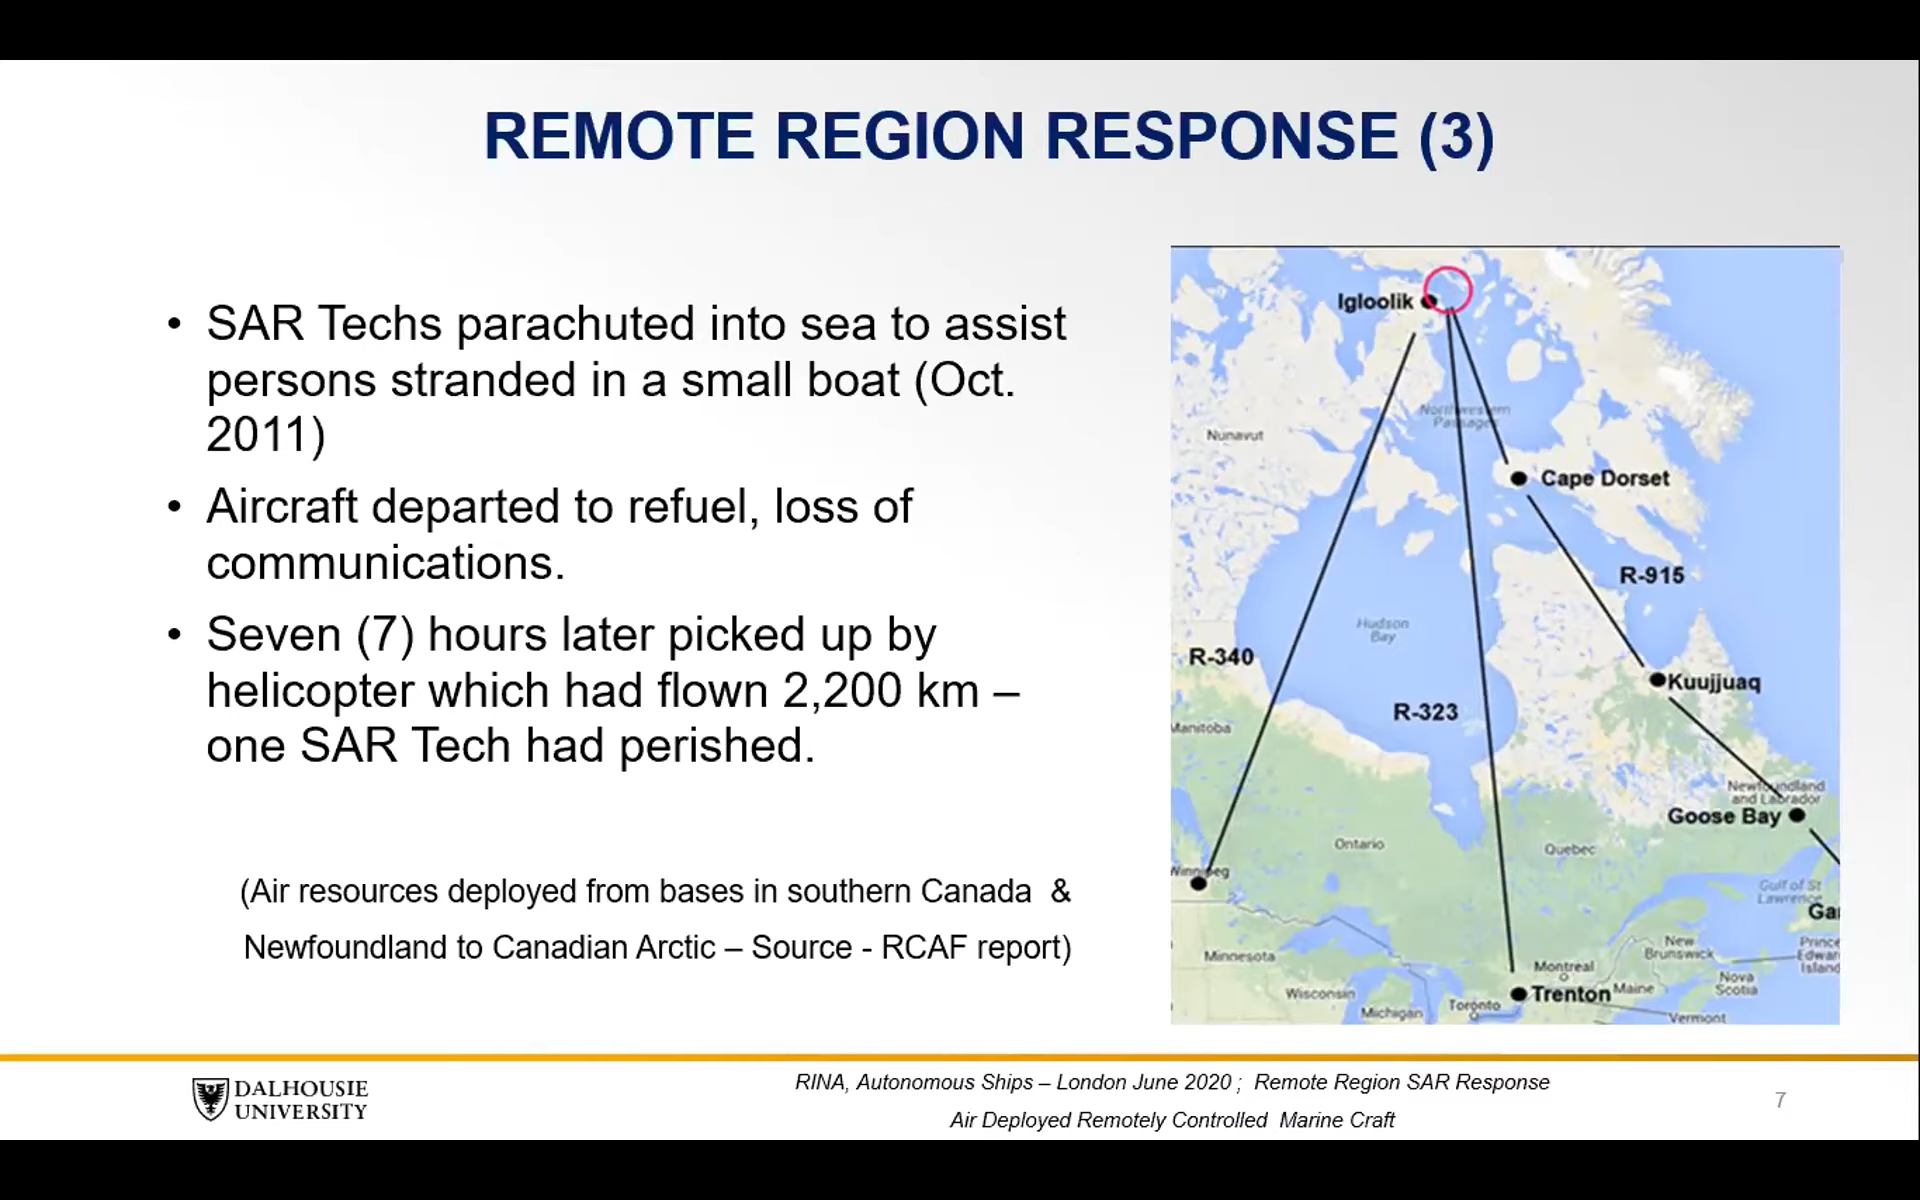 REMOTE REGION RESPONSE (3)
• SAR Techs parachuted into sea to assist
persons stranded in a small boat (Oct.
2011)
• Aircraft departed to refuel, loss of
communications.
• Seven (7) hours later picked up by
helicopter which had flown 2,200 km –
one SAR Tech had perished.
(Air resources deployed from bases in southern Canada &
Newfoundland to Canadian Arctic – Source - RCAF report)
Igloolik
Northwestern
Passages
Nunavut
Cape Dorset
R-915
Hudson
Bay
R-340
Kuujjuaq
R-323
Manitoba
Newfoundland
and Labrador
Goose Bay
Ontario
Quebec
Winnipeg
Gulf of St
Lawrence
Ga
New
Brunswick
Prince
Edwar
Island
Minnesota
Montreal
Nova
Scotia
Wisconsin
Trenton
Maine
Michigan
Toronto
Vermont
DALHOUSIE
UNIVERSITY
RINA, Autonomous Ships – London June 2020 ; Remote Region SAR Response
Air Deployed Remotely Controlled Marine Craft
7